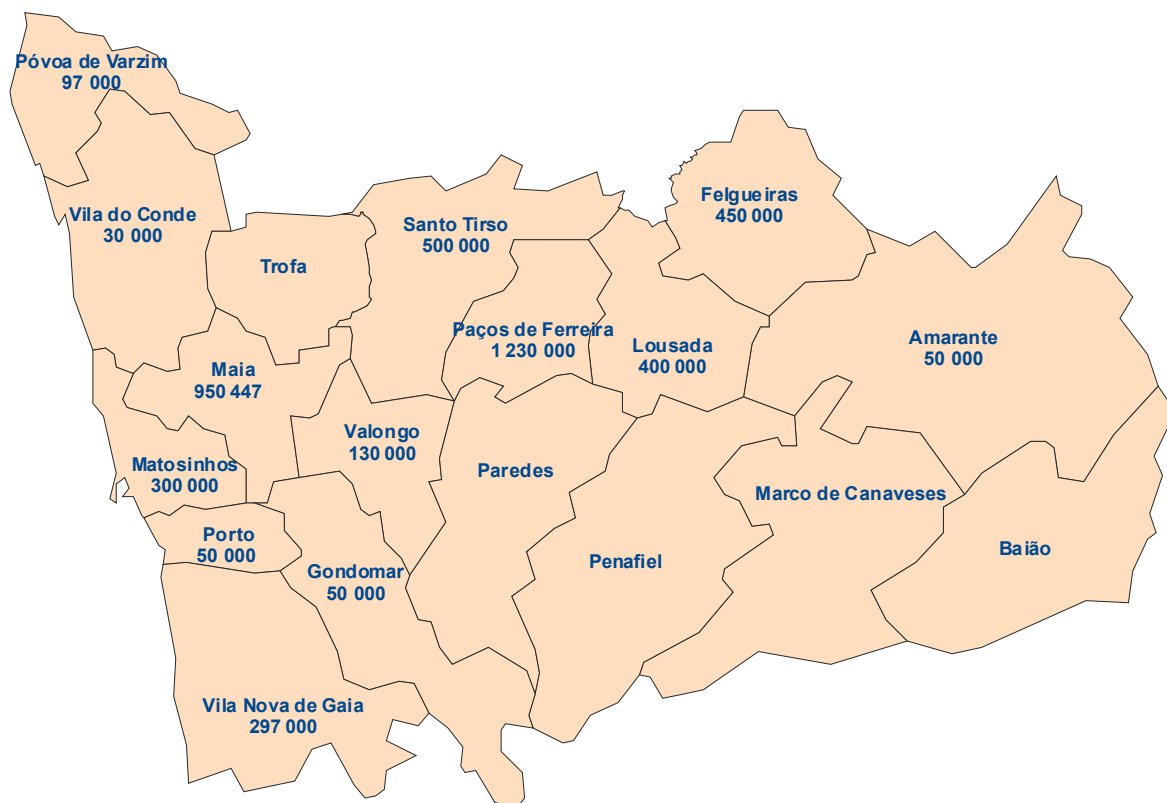 Póvoa de Varzim
97 000
Vila do Conde
30 000
Trofa
Santo Tirso
500 000
Felgueiras
450 000
Paços de Ferreira
1 230 000
Lousada
400 000
Amarante
50 000
Maia
950 447
Valongo
130 000
Matosinhos
300 000
Paredes
Marco de Canaveses
Porto
50 000
Gondomar
50 000
Penafiel
Baião
Vila Nova de Gaia
297 000